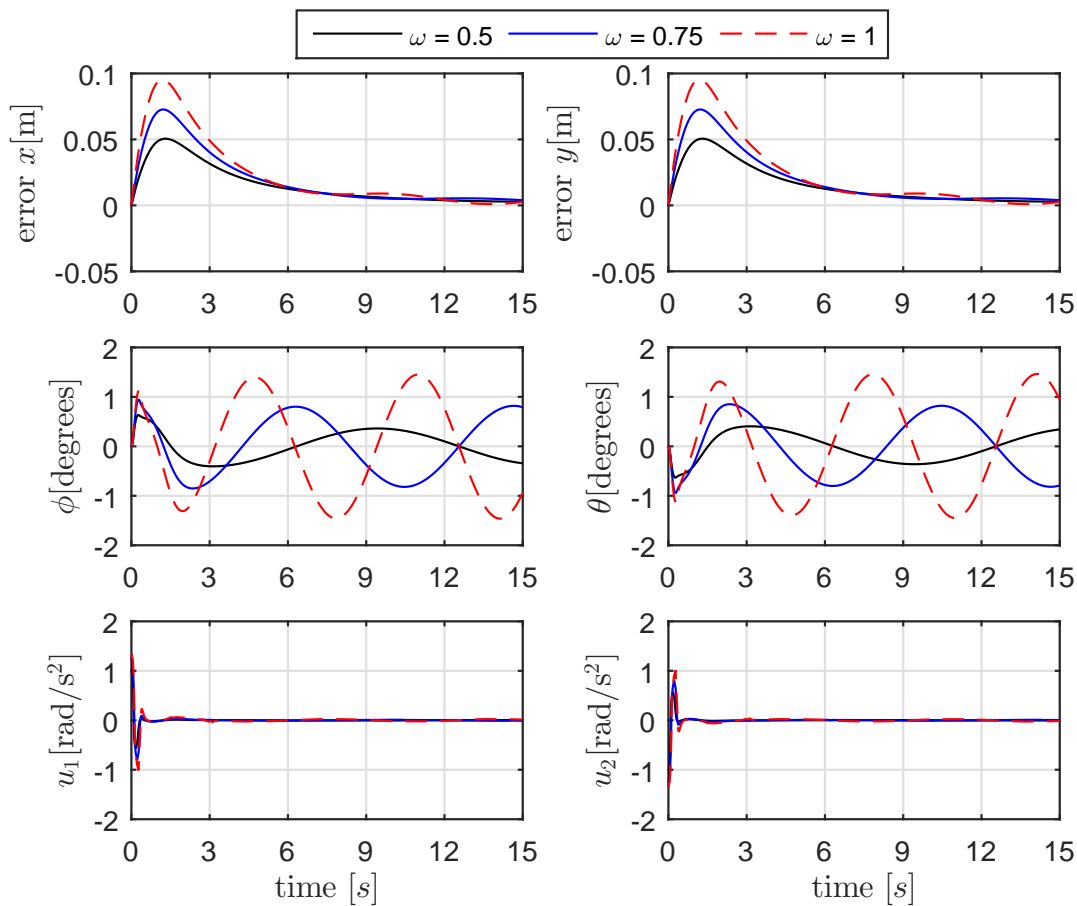 ω = 0.5 ω = 0.75 ω = 1
0.1 0.1
0.05 0.05
0 0
-0.05 -0.05
error x[m] error y[m]
0 3 6 9 12 15 0 3 6 9 12 15
2 2
1 1
0 0
-1 -1
-2 -2
ϕ[degrees] θ[degrees]
0 3 6 9 12 15 0 3 6 9 12 15
2 2
1 1
0 0
-1 -1
-2 -2
u₁[rad/s²] u₂[rad/s²]
0 3 6 9 12 15 0 3 6 9 12 15
time [s] time [s]